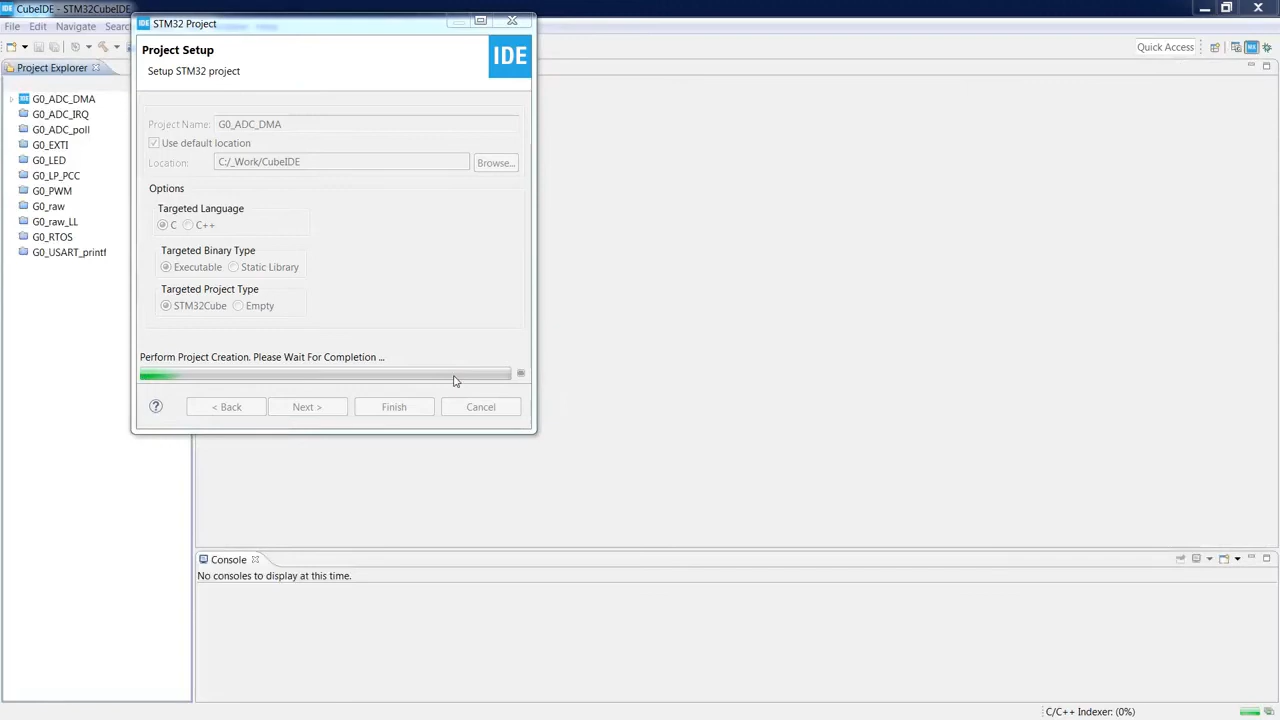 CubeIDE - STM32CubeIDE
File Edit Navigate Searc
Quick Access
Project Explorer
G0_ADC_DMA
G0_ADC_IRQ
G0_ADC_poll
G0_EXTI
G0_LED
G0_LP_PCC
G0_PWM
G0_raw
G0_raw_LL
G0_RTOS
G0_USART_printf
IDE STM32 Project
Project Setup
Setup STM32 project
IDE
Project Name: G0_ADC_DMA
Use default location
Location: C:/_Work/CubeIDE Browse...
Options
Targeted Language
C C++
Targeted Binary Type
Executable Static Library
Targeted Project Type
STM32Cube Empty
Perform Project Creation. Please Wait For Completion ...
? < Back Next > Finish Cancel
Console
No consoles to display at this time.
C/C++ Indexer: (0%)